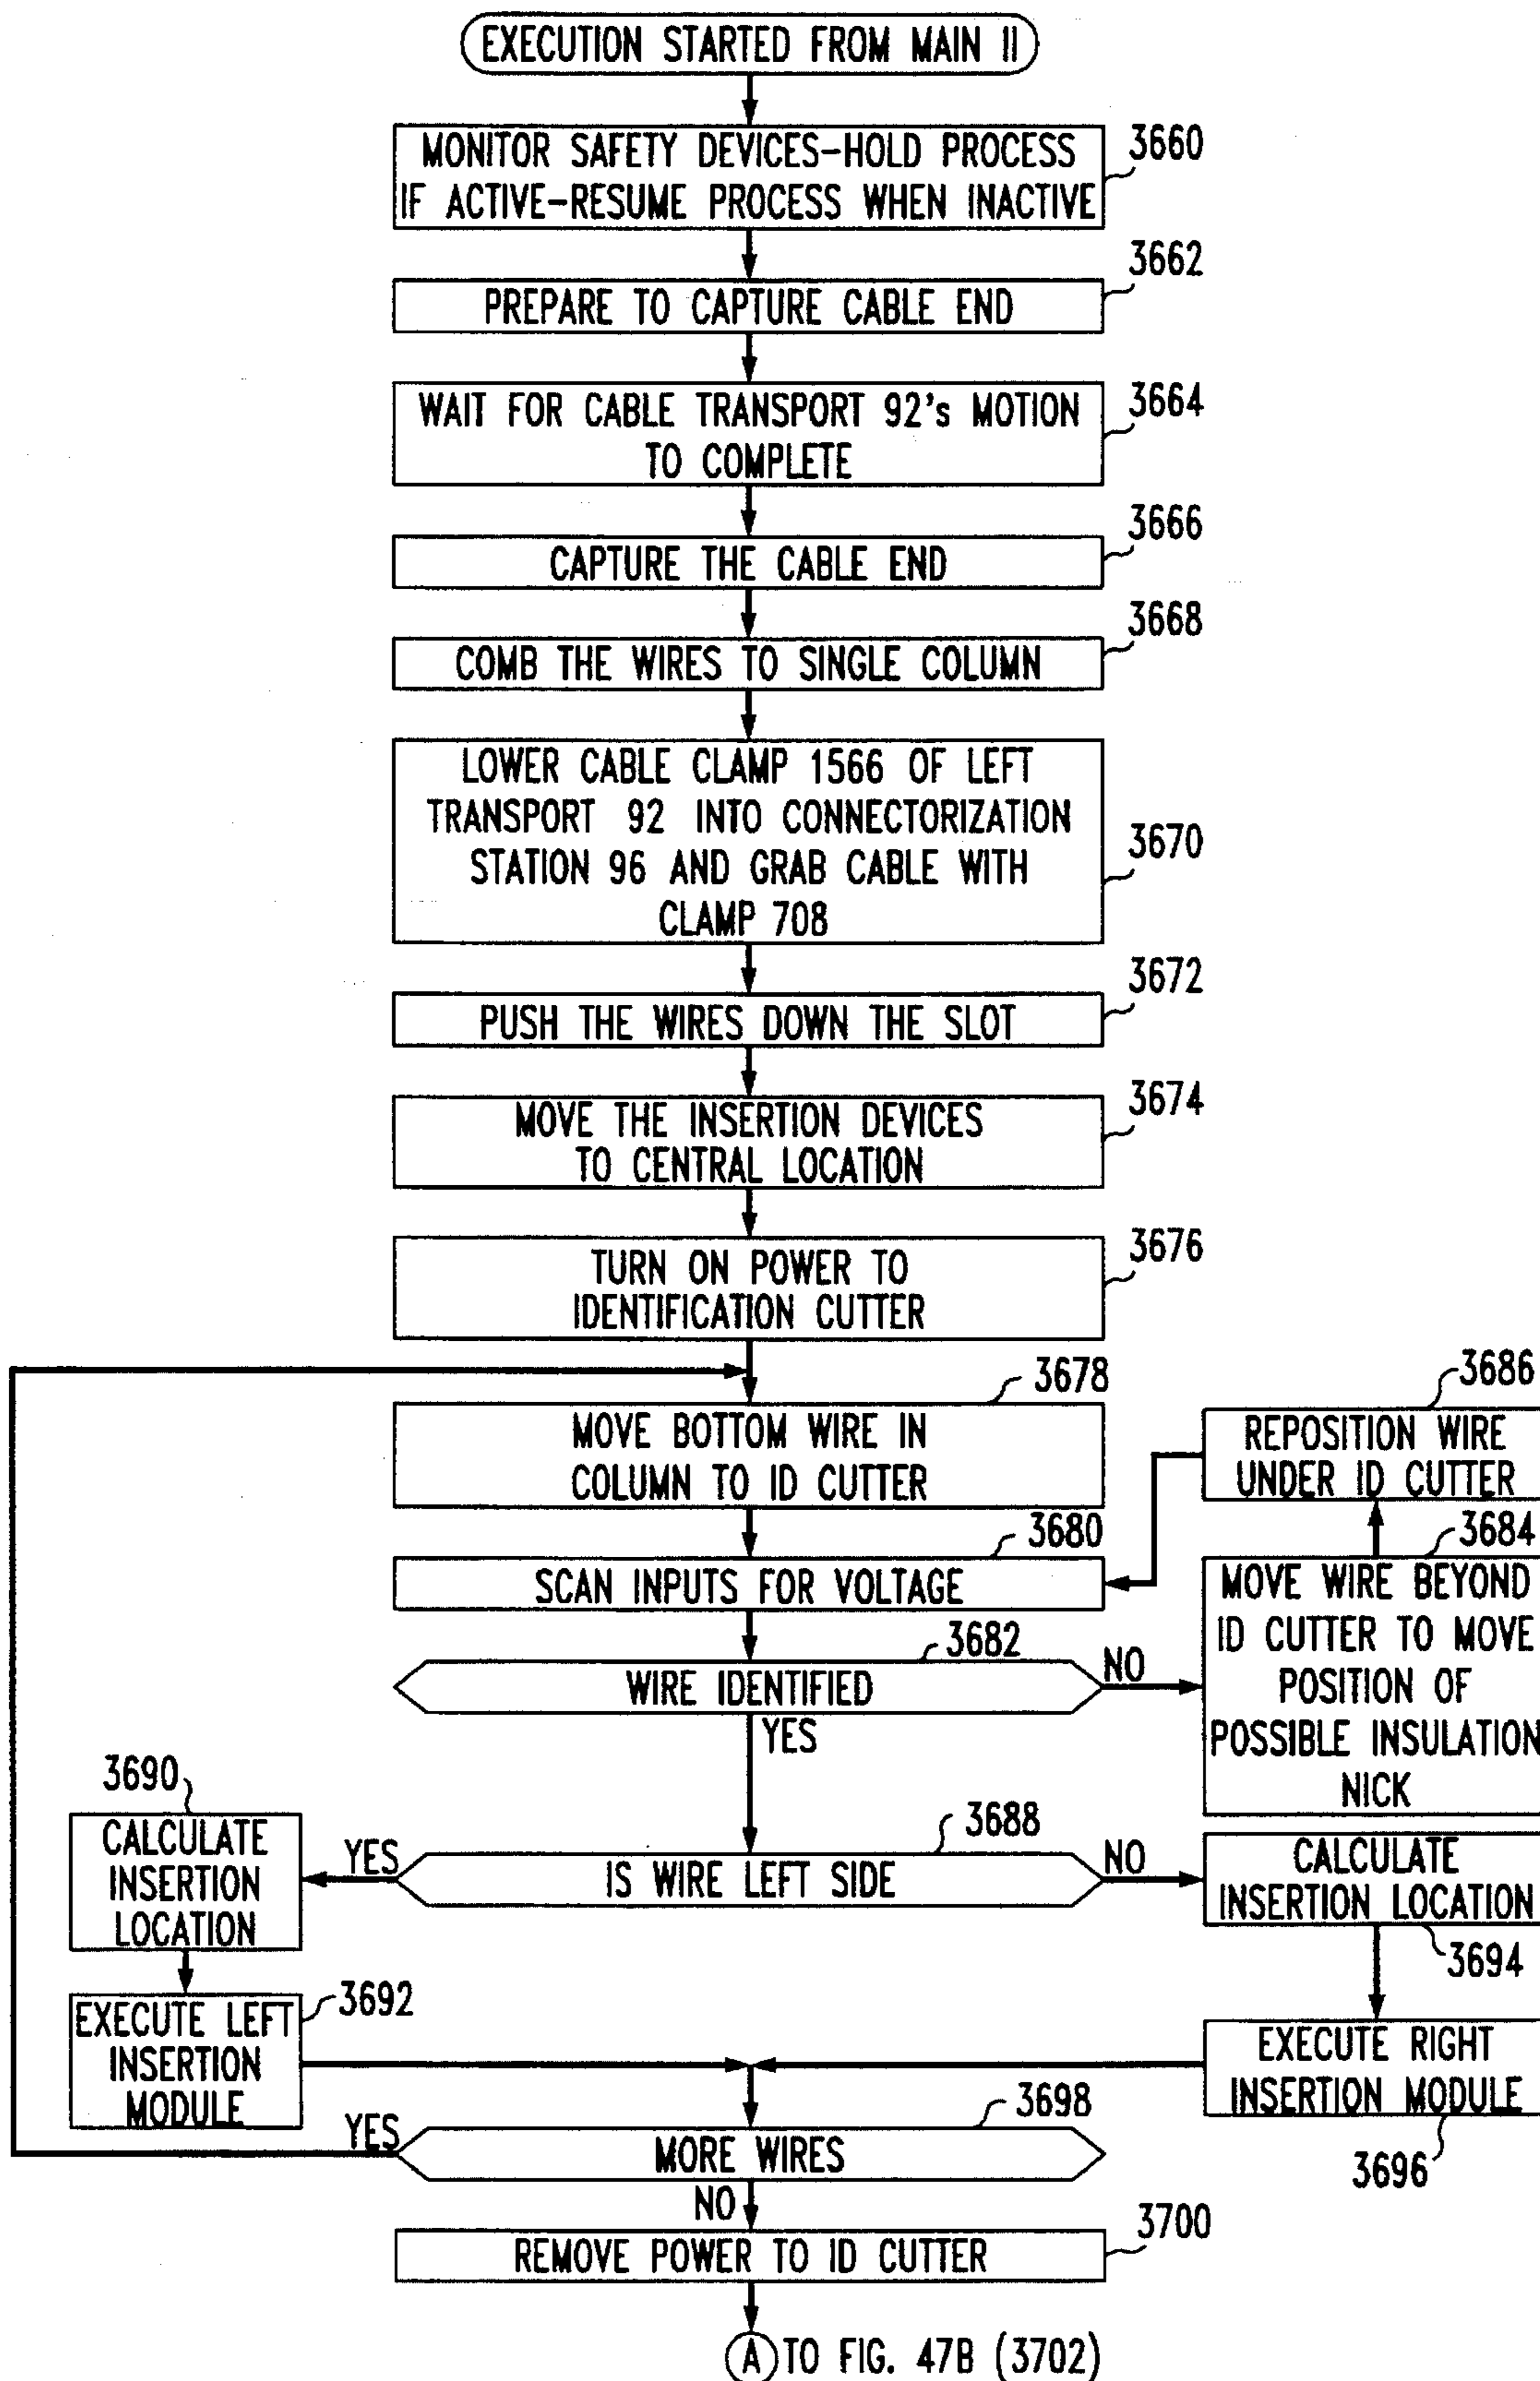 EXECUTION STARTED FROM MAIN II
MONITOR SAFETY DEVICES-HOLD PROCESS
IF ACTIVE-RESUME PROCESS WHEN INACTIVE
3660
PREPARE TO CAPTURE CABLE END
3662
WAIT FOR CABLE TRANSPORT 92's MOTION
TO COMPLETE
3664
CAPTURE THE CABLE END
3666
COMB THE WIRES TO SINGLE COLUMN
3668
LOWER CABLE CLAMP 1566 OF LEFT
TRANSPORT 92 INTO CONNECTORIZATION
STATION 96 AND GRAB CABLE WITH
CLAMP 708
3670
PUSH THE WIRES DOWN THE SLOT
3672
MOVE THE INSERTION DEVICES
TO CENTRAL LOCATION
3674
TURN ON POWER TO
IDENTIFICATION CUTTER
3676
MOVE BOTTOM WIRE IN
COLUMN TO ID CUTTER
3678
SCAN INPUTS FOR VOLTAGE
3680
WIRE IDENTIFIED
3682
NO
YES
3686
REPOSITION WIRE
UNDER ID CUTTER
3684
MOVE WIRE BEYOND
ID CUTTER TO MOVE
POSITION OF
POSSIBLE INSULATION
NICK
IS WIRE LEFT SIDE
3688
YES
NO
3690
CALCULATE
INSERTION
LOCATION
EXECUTE LEFT
INSERTION
MODULE
3692
CALCULATE
INSERTION LOCATION
3694
EXECUTE RIGHT
INSERTION MODULE
3696
MORE WIRES
3698
YES
NO
REMOVE POWER TO ID CUTTER
3700
A TO FIG. 47B (3702)